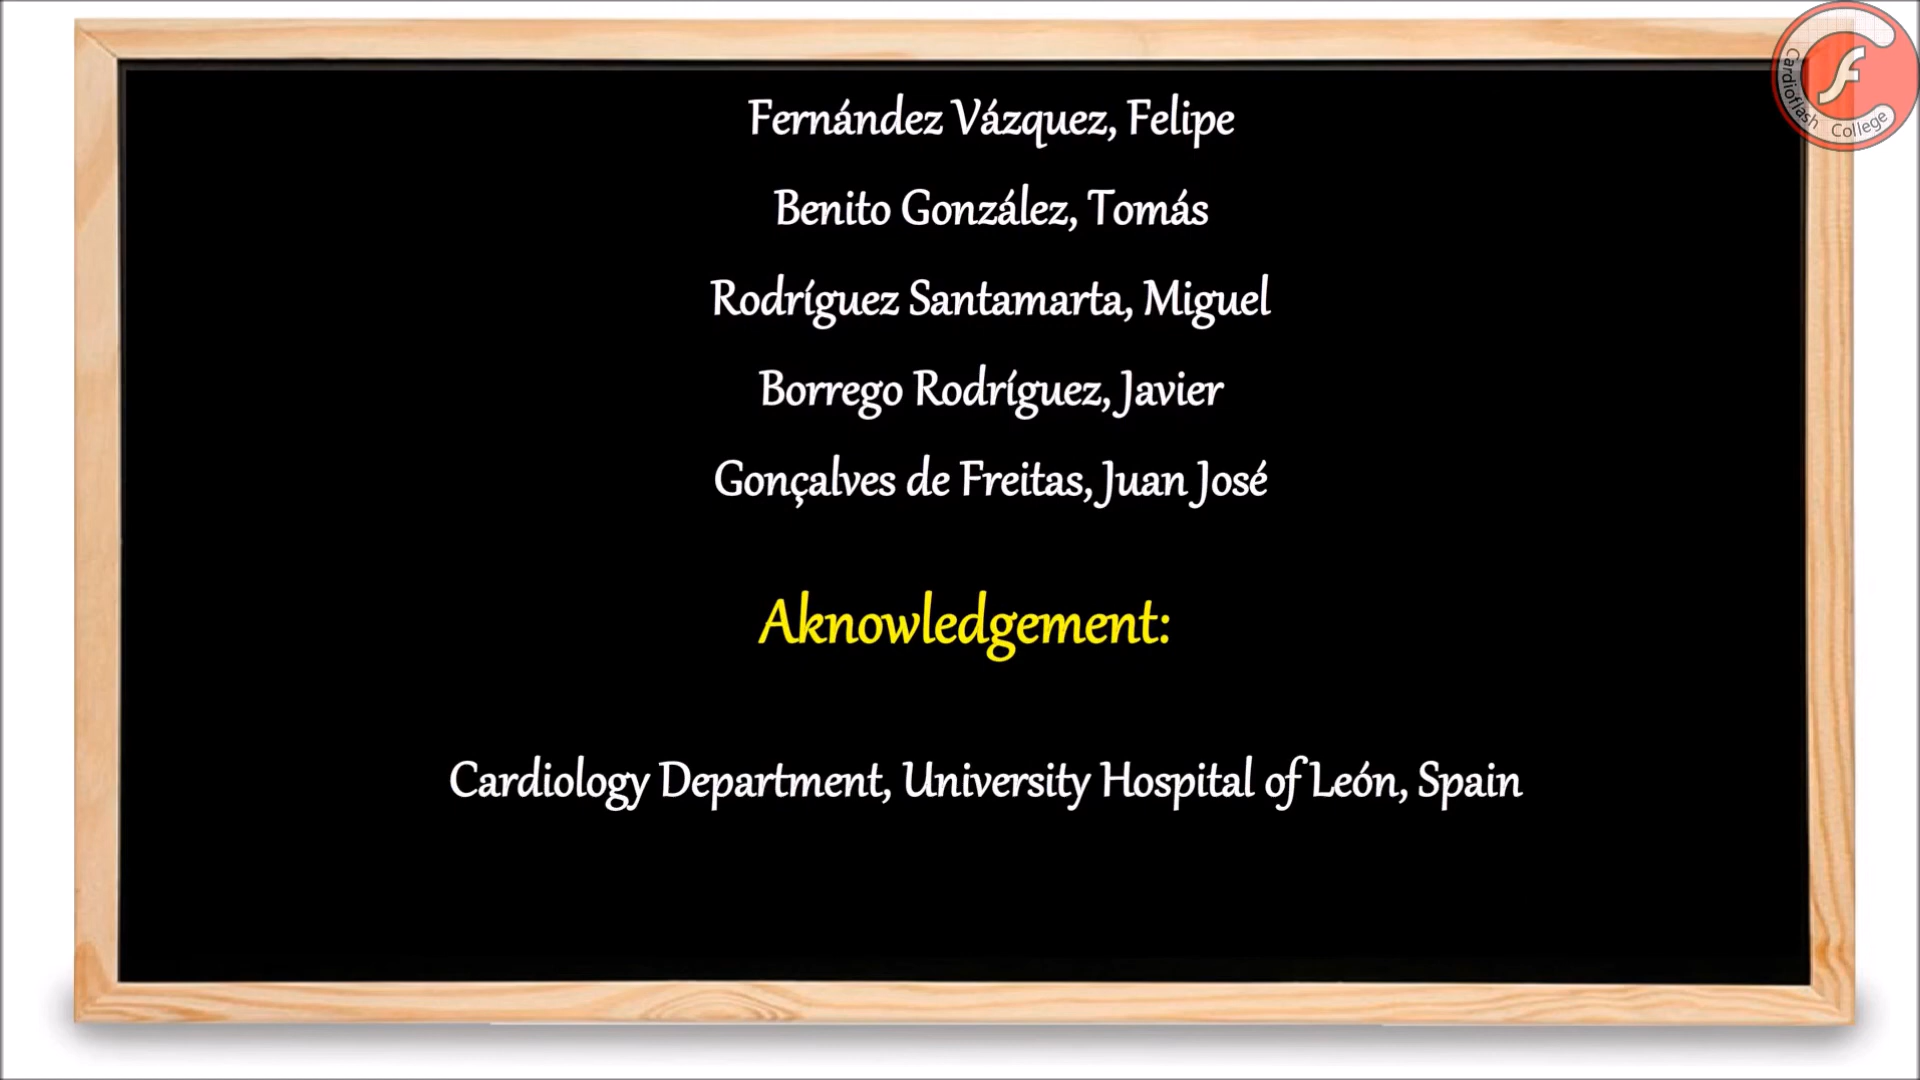 Fernández Vázquez, Felipe
Benito González, Tomás
Rodríguez Santamarta, Miguel
Borrego Rodríguez, Javier
Gonçalves de Freitas, Juan José
Aknowledgement:
Cardiology Department, University Hospital of León, Spain
f
Cardioflash College